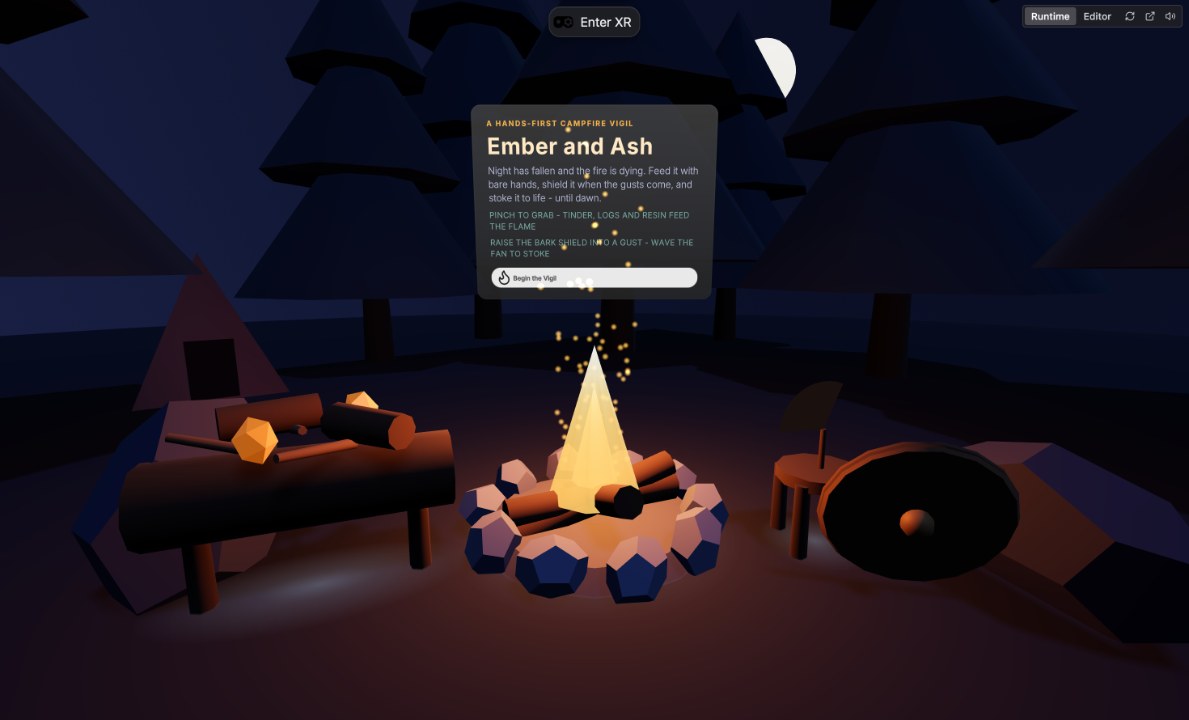 Enter XR
Runtime Editor
A HANDS-FIRST CAMPFIRE VIGIL
Ember and Ash
Night has fallen and the fire is dying. Feed it with
bare hands, shield it when the gusts come, and
stoke it to life - until dawn.
PINCH TO GRAB - TINDER, LOGS AND RESIN FEED
THE FLAME
RAISE THE BARK SHIELD INTO A GUST - WAVE THE
FAN TO STOKE
Begin the Vigil